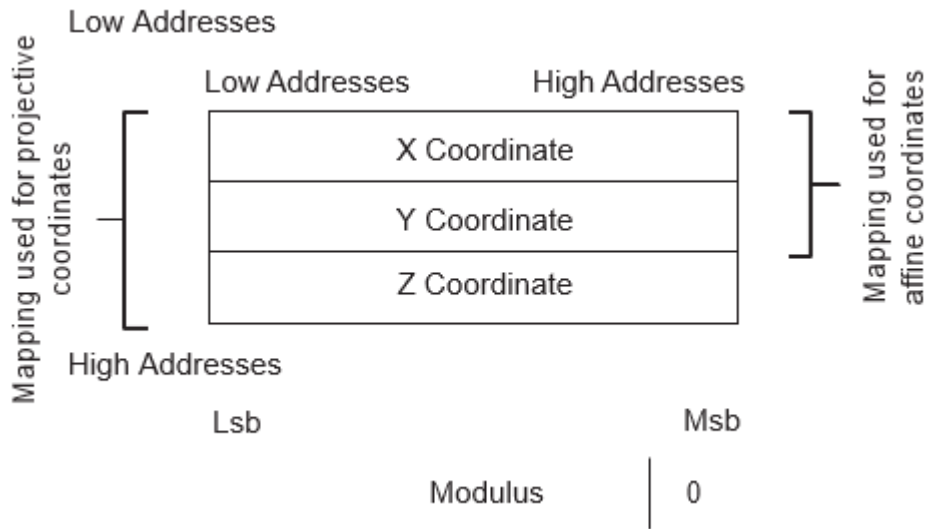 Low Addresses
Low Addresses High Addresses
Mapping used for projective
coordinates
X Coordinate
Y Coordinate
Z Coordinate
Mapping used for
affine coordinates
High Addresses
Lsb Msb
Modulus 0